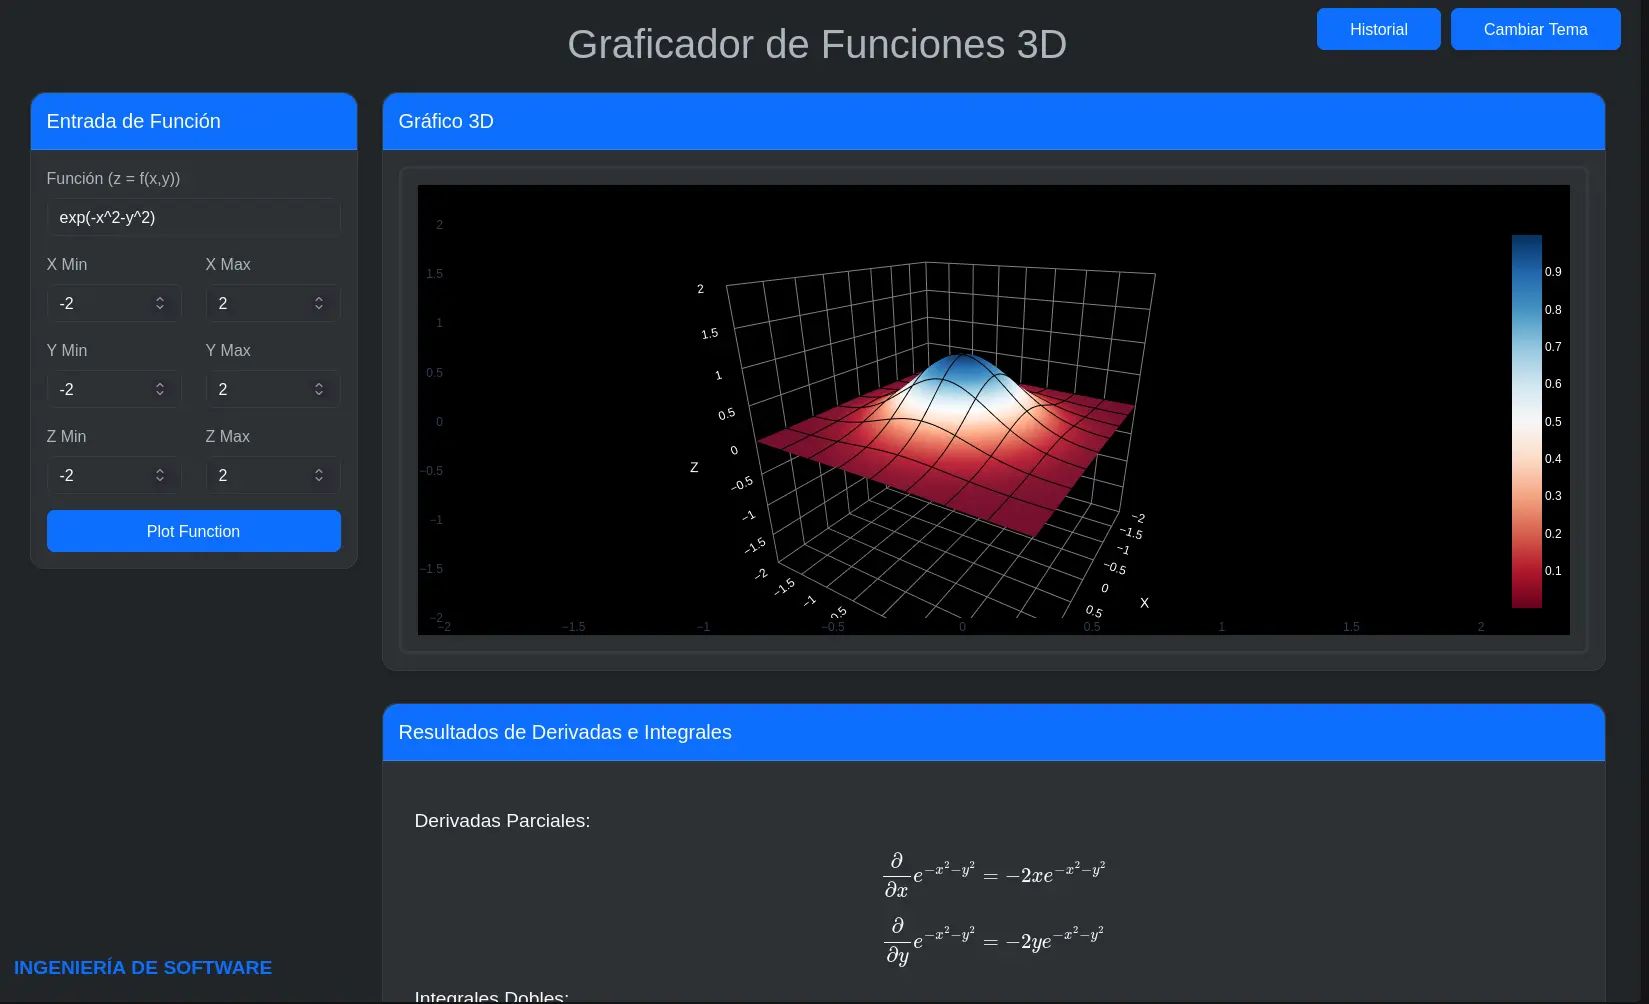 Graficador de Funciones 3D
Historial
Cambiar Tema
Entrada de Función
Función (z = f(x,y))
exp(-x^2-y^2)
X Min
X Max
-2
2
Y Min
Y Max
-2
2
Z Min
Z Max
-2
2
Plot Function
Gráfico 3D
2
1.5
1
0.5
0
−0.5
−1
−1.5
−2
−2
−1.5
−1
−0.5
0
0.5
1
1.5
2
2
1.5
1
0.5
0
−0.5
−1
−1.5
−2
Z
−1.5
−1
0.5
−2
−1.5
−1
−0.5
0
0.5
X
0.9
0.8
0.7
0.6
0.5
0.4
0.3
0.2
0.1
Resultados de Derivadas e Integrales
Derivadas Parciales:
∂/∂x e^{-x^2-y^2} = -2xe^{-x^2-y^2}
∂/∂y e^{-x^2-y^2} = -2ye^{-x^2-y^2}
Integrales Dobles:
INGENIERÍA DE SOFTWARE